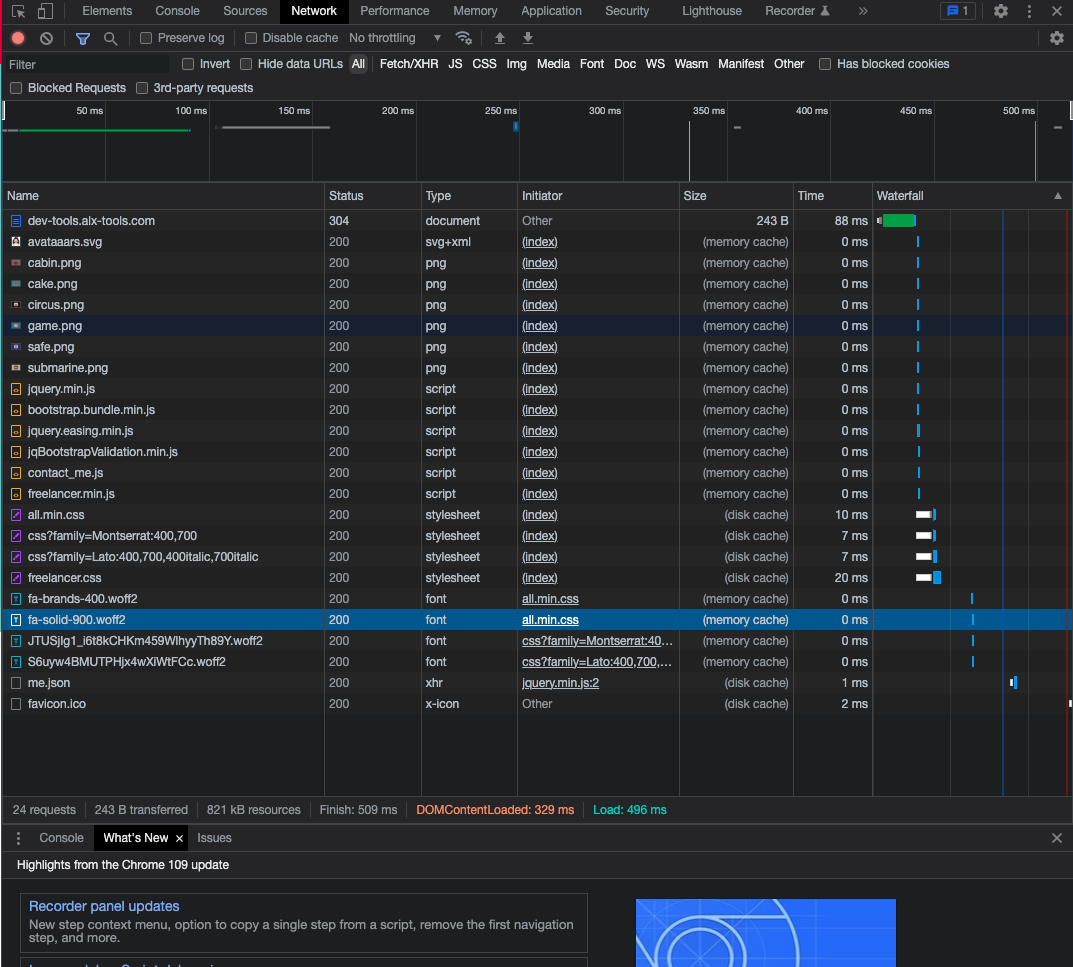 Elements Console Sources Network Performance Memory Application Security Lighthouse Recorder » 1
Preserve log Disable cache No throttling
Filter Invert Hide data URLs All Fetch/XHR JS CSS Img Media Font Doc WS Wasm Manifest Other Has blocked cookies
Blocked Requests 3rd-party requests
50 ms 100 ms 150 ms 200 ms 250 ms 300 ms 350 ms 400 ms 450 ms 500 ms
Name Status Type Initiator Size Time Waterfall
dev-tools.alx-tools.com 304 document Other 243 B 88 ms
avataaars.svg 200 svg+xml (index) (memory cache) 0 ms
cabin.png 200 png (index) (memory cache) 0 ms
cake.png 200 png (index) (memory cache) 0 ms
circus.png 200 png (index) (memory cache) 0 ms
game.png 200 png (index) (memory cache) 0 ms
safe.png 200 png (index) (memory cache) 0 ms
submarine.png 200 png (index) (memory cache) 0 ms
jquery.min.js 200 script (index) (memory cache) 0 ms
bootstrap.bundle.min.js 200 script (index) (memory cache) 0 ms
jquery.easing.min.js 200 script (index) (memory cache) 0 ms
jqBootstrapValidation.min.js 200 script (index) (memory cache) 0 ms
contact_me.js 200 script (index) (memory cache) 0 ms
freelancer.min.js 200 script (index) (memory cache) 0 ms
all.min.css 200 stylesheet (index) (disk cache) 10 ms
css?family=Montserrat:400,700 200 stylesheet (index) (disk cache) 7 ms
css?family=Lato:400,700,400italic,700italic 200 stylesheet (index) (disk cache) 7 ms
freelancer.css 200 stylesheet (index) (disk cache) 20 ms
fa-brands-400.woff2 200 font all.min.css (memory cache) 0 ms
fa-solid-900.woff2 200 font all.min.css (memory cache) 0 ms
JTUSjIg1_i6t8kCHKm459WlhyyTh89Y.woff2 200 font css?family=Montserrat:40... (memory cache) 0 ms
S6uyw4BMUTPHjx4wXiWtFCc.woff2 200 font css?family=Lato:400,700,... (memory cache) 0 ms
me.json 200 xhr jquery.min.js:2 (disk cache) 1 ms
favicon.ico 200 x-icon Other (disk cache) 2 ms
24 requests 243 B transferred 821 kB resources Finish: 509 ms DOMContentLoaded: 329 ms Load: 496 ms
Console What's New Issues
Highlights from the Chrome 109 update
Recorder panel updates
New step context menu, option to copy a single step from a script, remove the first navigation
step, and more.